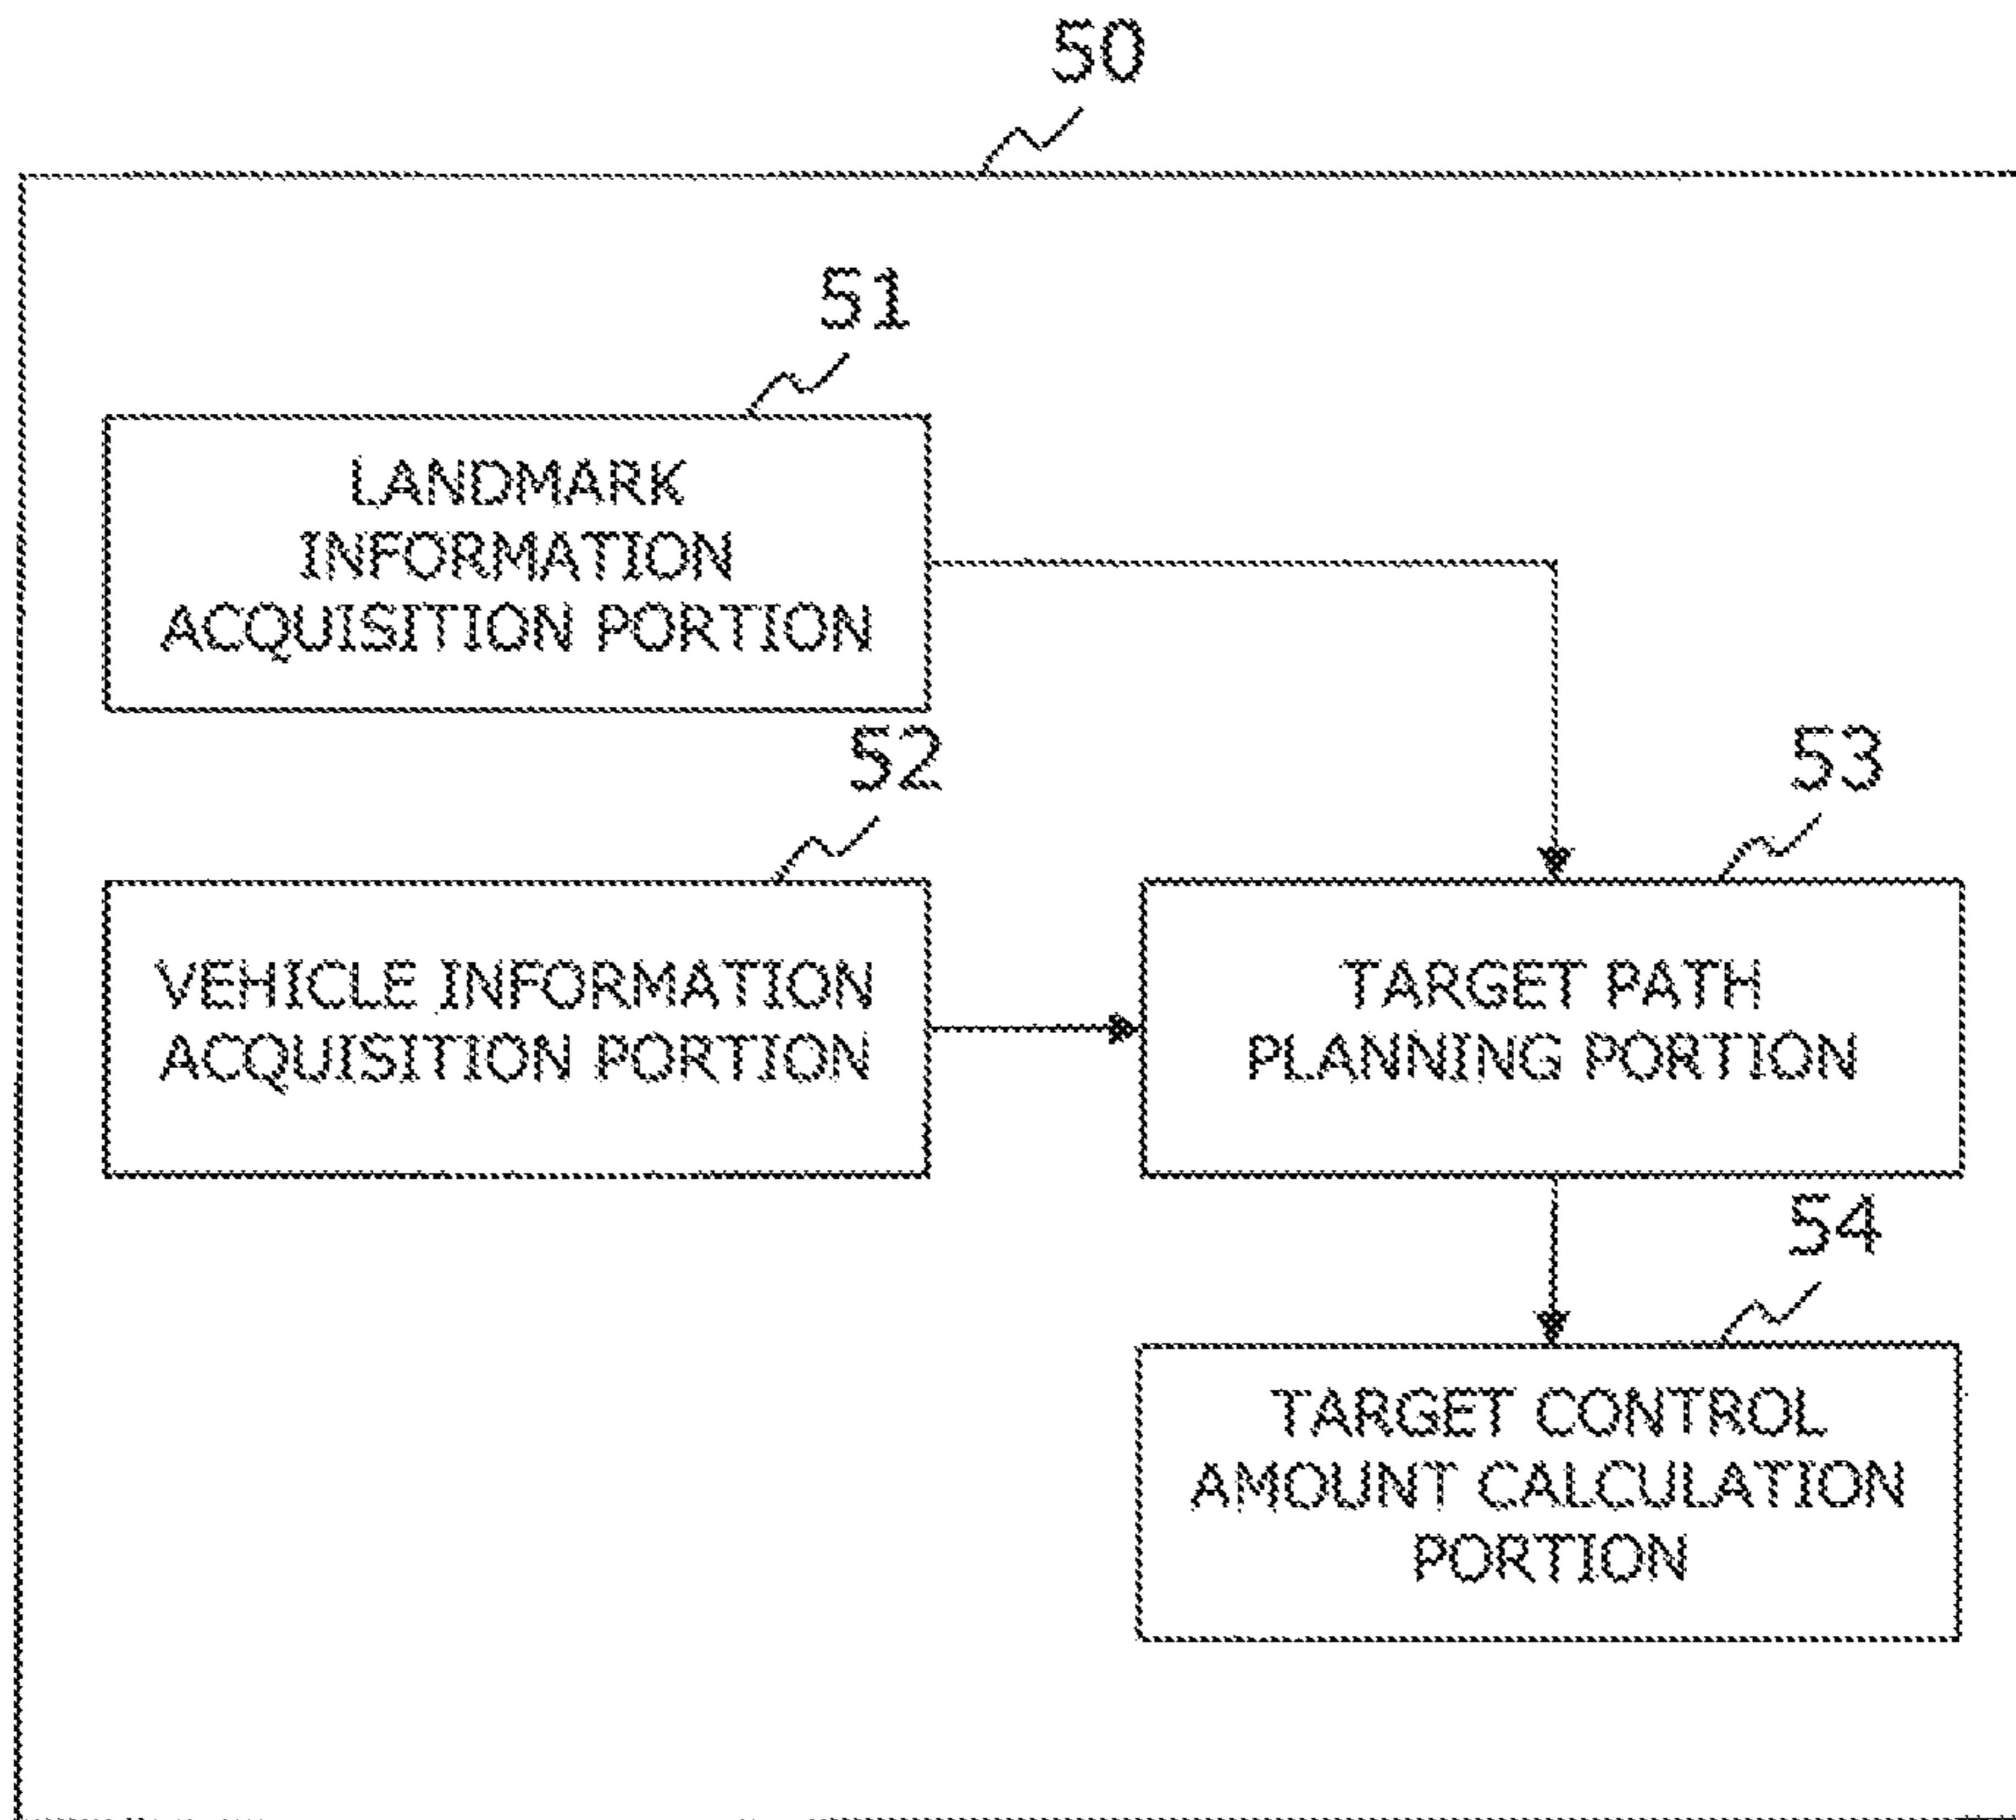 50
51
LANDMARK
INFORMATION
ACQUISITION PORTION
52
VEHICLE INFORMATION
ACQUISITION PORTION
53
TARGET PATH
PLANNING PORTION
54
TARGET CONTROL
AMOUNT CALCULATION
PORTION